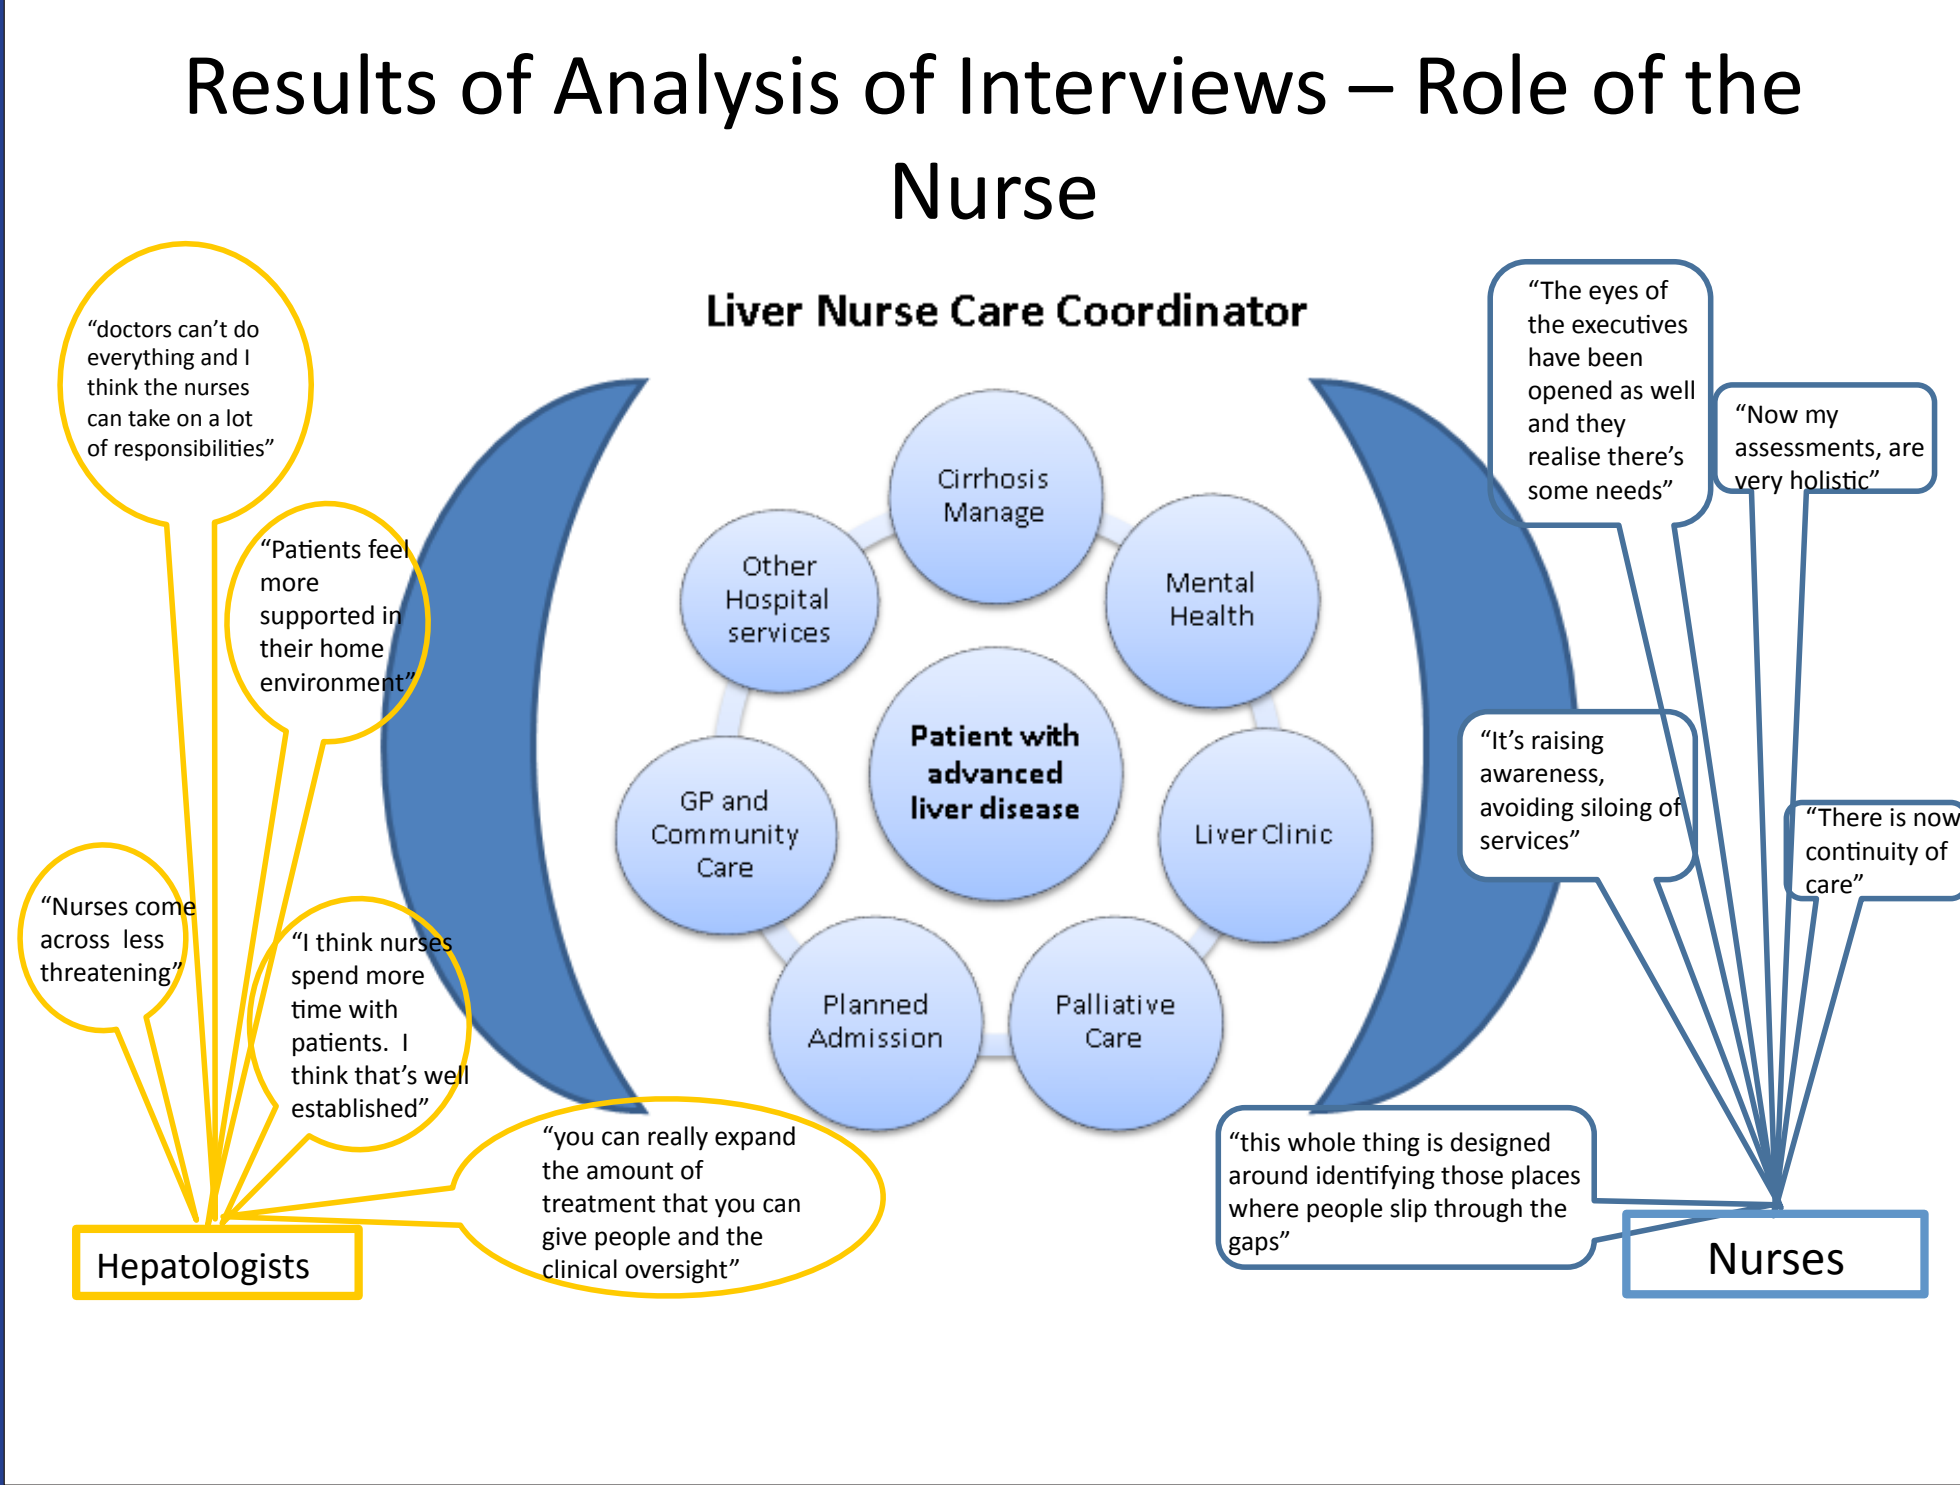 Results of Analysis of Interviews – Role of the
Nurse
Liver Nurse Care Coordinator
“doctors can’t do
everything and I
think the nurses
can take on a lot
of responsibilities”
“Patients feel
more
supported in
their home
environment”
“Nurses come
across  less
threatening”
“I think nurses
spend more
time with
patients.  I
think that’s well
established”
“you can really expand
the amount of
treatment that you can
give people and the
clinical oversight”
Hepatologists
Cirrhosis
Manage
Mental
Health
Liver Clinic
Palliative
Care
Planned
Admission
GP and
Community
Care
Other
Hospital
services
Patient with
advanced
liver disease
“The eyes of
the executives
have been
opened as well
and they
realise there’s
some needs”
“Now my
assessments, are
very holistic”
“It’s raising
awareness,
avoiding siloing of
services”
“There is now
continuity of
care”
“this whole thing is designed
around identifying those places
where people slip through the
gaps”
Nurses